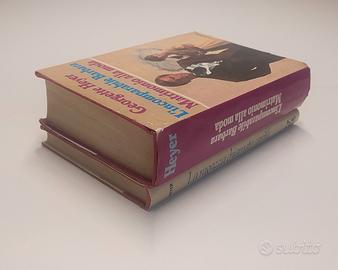 Georgette Heyer
L'incomparabile Barbara
Matrimonio alla moda
L'incomparabile Barbara
Matrimonio alla moda
Heyer
subito